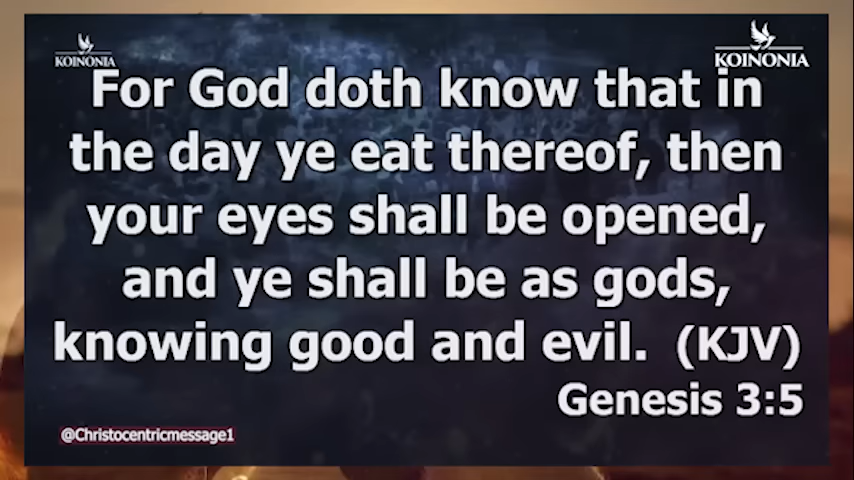 KOINONIA
KOINONIA
For God doth know that in
the day ye eat thereof, then
your eyes shall be opened,
and ye shall be as gods,
knowing good and evil. (KJV)
Genesis 3:5
@Christocentricmessage1